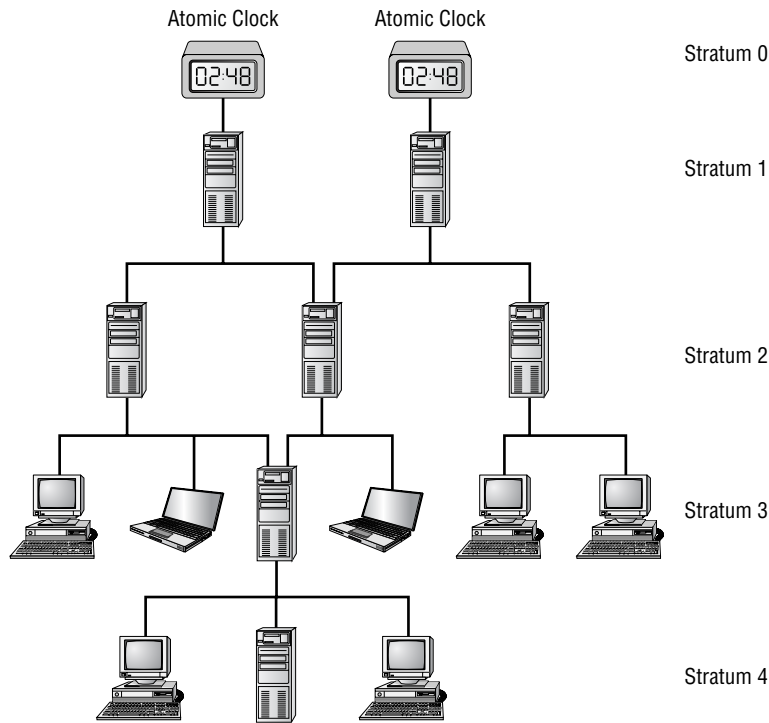 Atomic Clock
Atomic Clock
Stratum 0
02:48
02:48
Stratum 1
Stratum 2
Stratum 3
Stratum 4